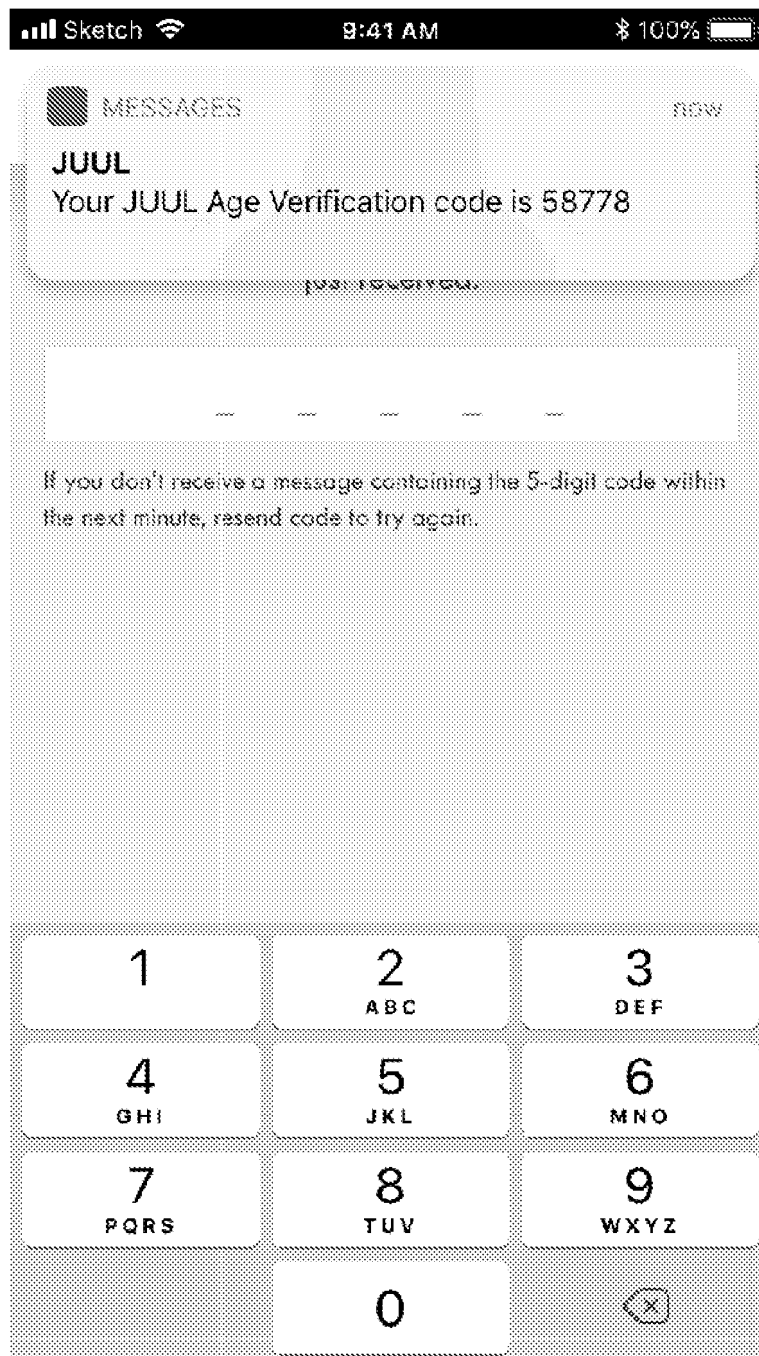 Sketch 9:41 AM 100%
MESSAGES now
JUUL
Your JUUL Age Verification code is 58778
just received.
If you don't receive a message containing the 5-digit code within
the next minute, resend code to try again.
1 2 3
ABC DEF
4 5 6
GHI JKL MNO
7 8 9
PQRS TUV WXYZ
0